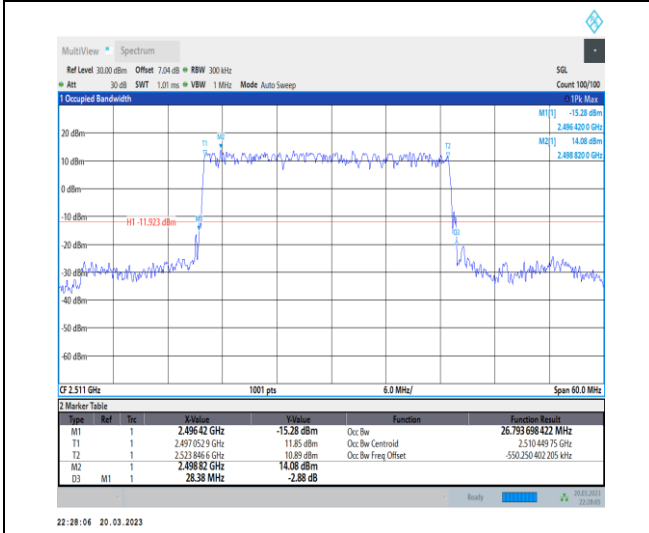 MultiView Spectrum
Ref Level 30.00 dBm Offset 7.04 dB RBW 300 kHz SGL
Att 30 dB SWT 1.01 ms VBW 1 MHz Mode Auto Sweep Count 100/100
1 Occupied Bandwidth 1Pk Max
M1[1] -15.28 dBm
2.496 420 0 GHz
M2[1] 14.08 dBm
2.498 820 0 GHz
20 dBm
T1 M2 T2
10 dBm
0 dBm
-10 dBm
H1 -11.923 dBm
M1
D3
-20 dBm
-30 dBm
-40 dBm
-50 dBm
-60 dBm
CF 2.511 GHz 1001 pts 6.0 MHz/ Span 60.0 MHz
2 Marker Table
Type Ref Trc X-Value Y-Value Function Function Result
M1 1 2.496 42 GHz -15.28 dBm Occ Bw 26.793 698 422 MHz
T1 1 2.497 052 9 GHz 11.85 dBm Occ Bw Centroid 2.510 449 75 GHz
T2 1 2.523 846 6 GHz 10.89 dBm Occ Bw Freq Offset -550.250 402 205 kHz
M2 1 2.498 82 GHz 14.08 dBm
D3 M1 1 28.38 MHz -2.88 dB
Ready 20.03.2023
22:28:05
22:28:06 20.03.2023